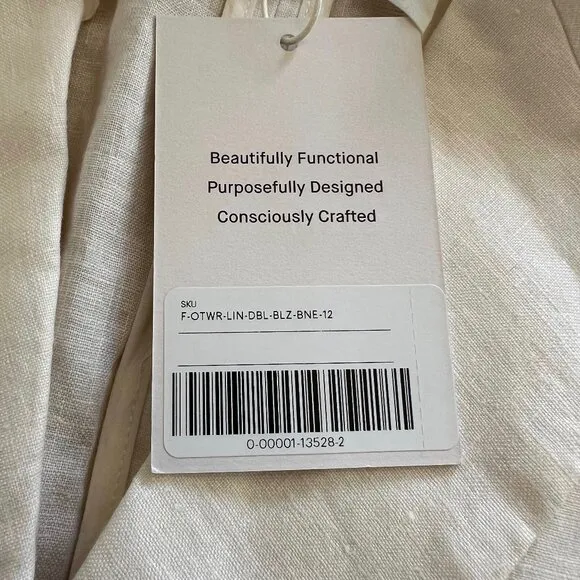 Beautifully Functional
Purposefully Designed
Consciously Crafted
SKU
F-OTWR-LIN-DBL-BLZ-BNE-12
0-00001-13528-2